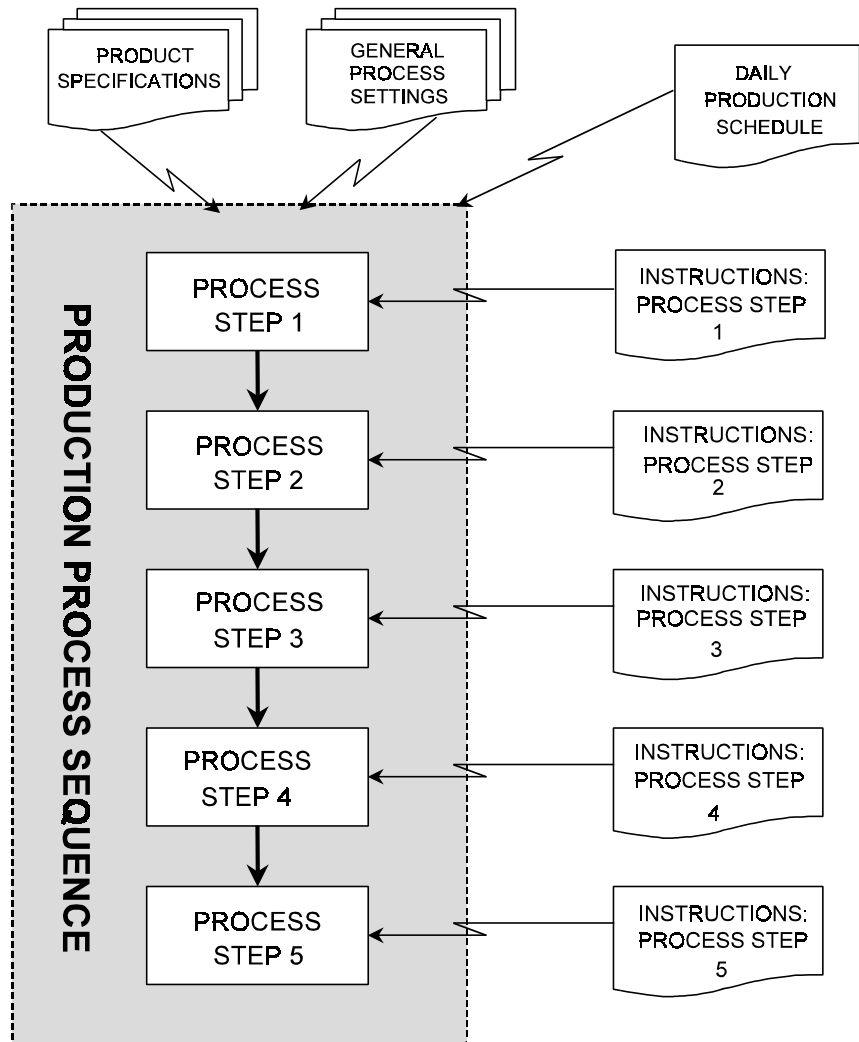 PRODUCT
SPECIFICATIONS
GENERAL
PROCESS
SETTINGS
DAILY
PRODUCTION
SCHEDULE
PRODUCTION PROCESS SEQUENCE
PROCESS
STEP 1
INSTRUCTIONS:
PROCESS STEP
1
PROCESS
STEP 2
INSTRUCTIONS:
PROCESS STEP
2
PROCESS
STEP 3
INSTRUCTIONS:
PROCESS STEP
3
PROCESS
STEP 4
INSTRUCTIONS:
PROCESS STEP
4
PROCESS
STEP 5
INSTRUCTIONS:
PROCESS STEP
5